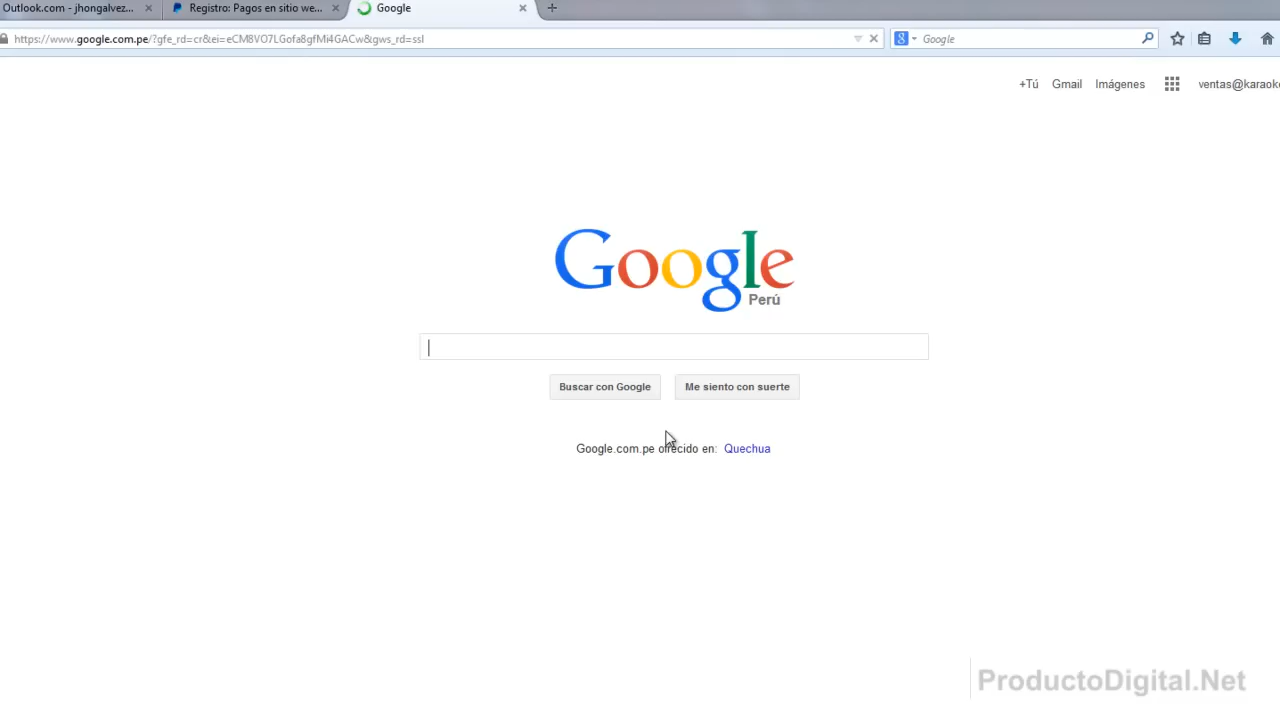 Outlook.com - jhongalvez...
Registro: Pagos en sitio we...
Google
https://www.google.com.pe/?gfe_rd=cr&ei=eCM8VO7LGofa8gfMi4GACw&gws_rd=ssl
8
Google
+Tú
Gmail
Imágenes
ventas@karaok
Google
Perú
Buscar con Google
Me siento con suerte
Google.com.pe ofrecido en: Quechua
ProductoDigital.Net